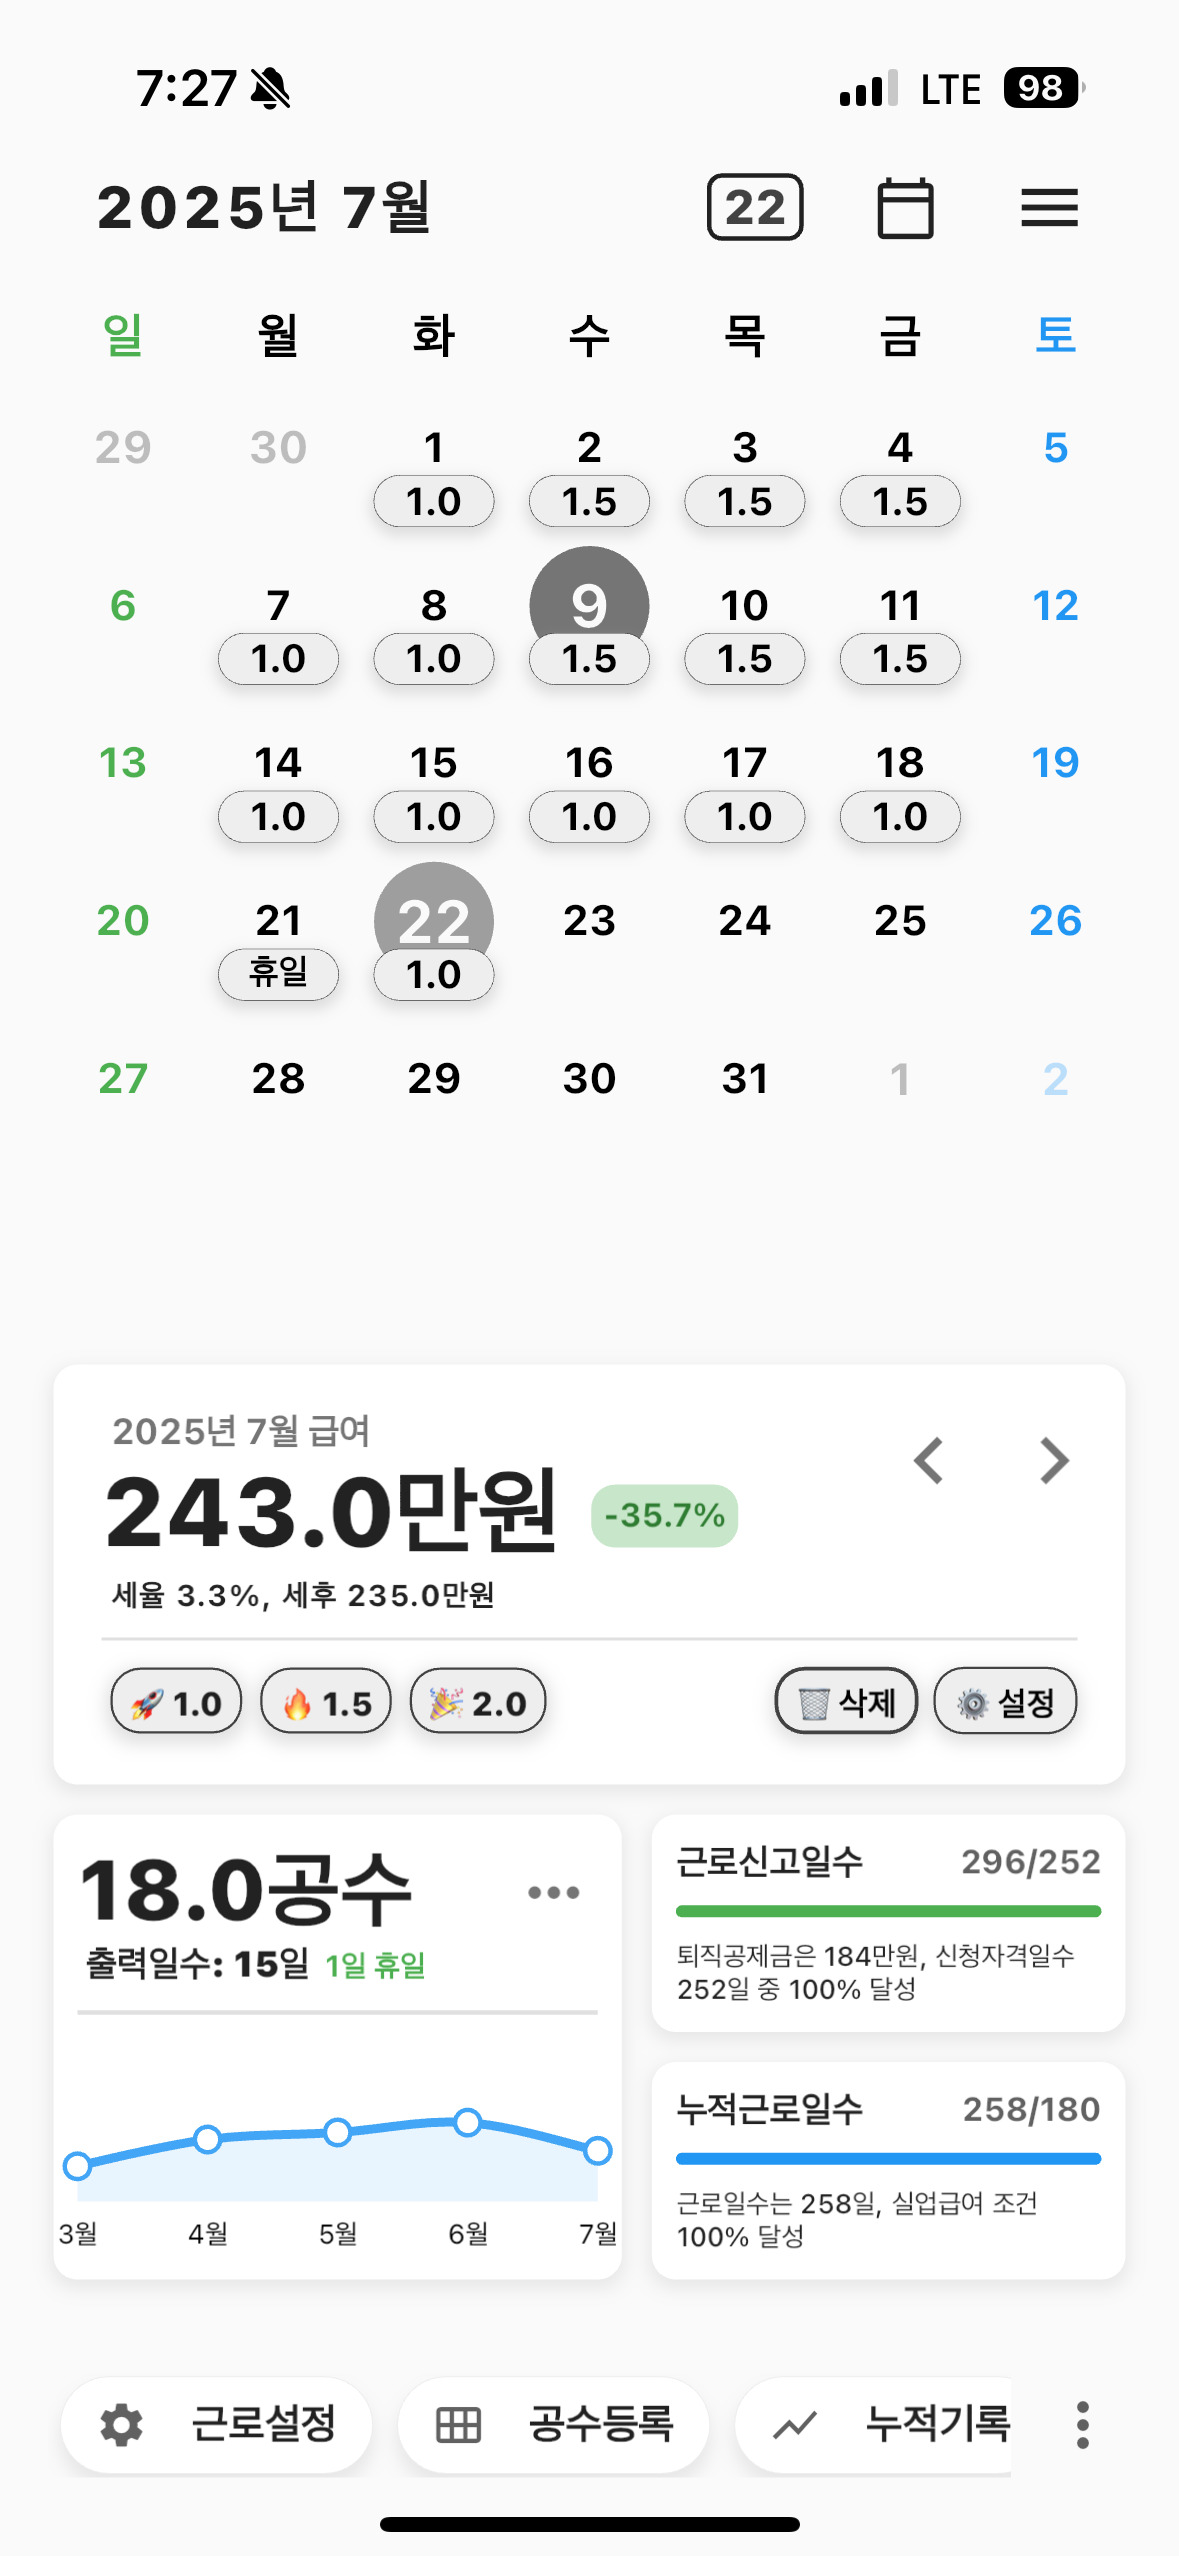 7:27 LTE 98
2025년 7월 22
일 월 화 수 목 금 토
29 30 1 2 3 4 5
1.0 1.5 1.5 1.5
6 7 8 9 10 11 12
1.0 1.0 1.5 1.5 1.5
13 14 15 16 17 18 19
1.0 1.0 1.0 1.0 1.0
20 21 22 23 24 25 26
휴일 1.0
27 28 29 30 31 1 2
2025년 7월 급여
243.0만원 -35.7%
세율 3.3%, 세후 235.0만원
🚀 1.0 🔥 1.5 🎉 2.0 🗑️ 삭제 ⚙️ 설정
18.0공수
출력일수: 15일 1일 휴일
3월 4월 5월 6월 7월
근로신고일수 296/252
퇴직공제금은 184만원, 신청자격일수
252일 중 100% 달성
누적근로일수 258/180
근로일수는 258일, 실업급여 조건
100% 달성
근로설정 공수등록 누적기록